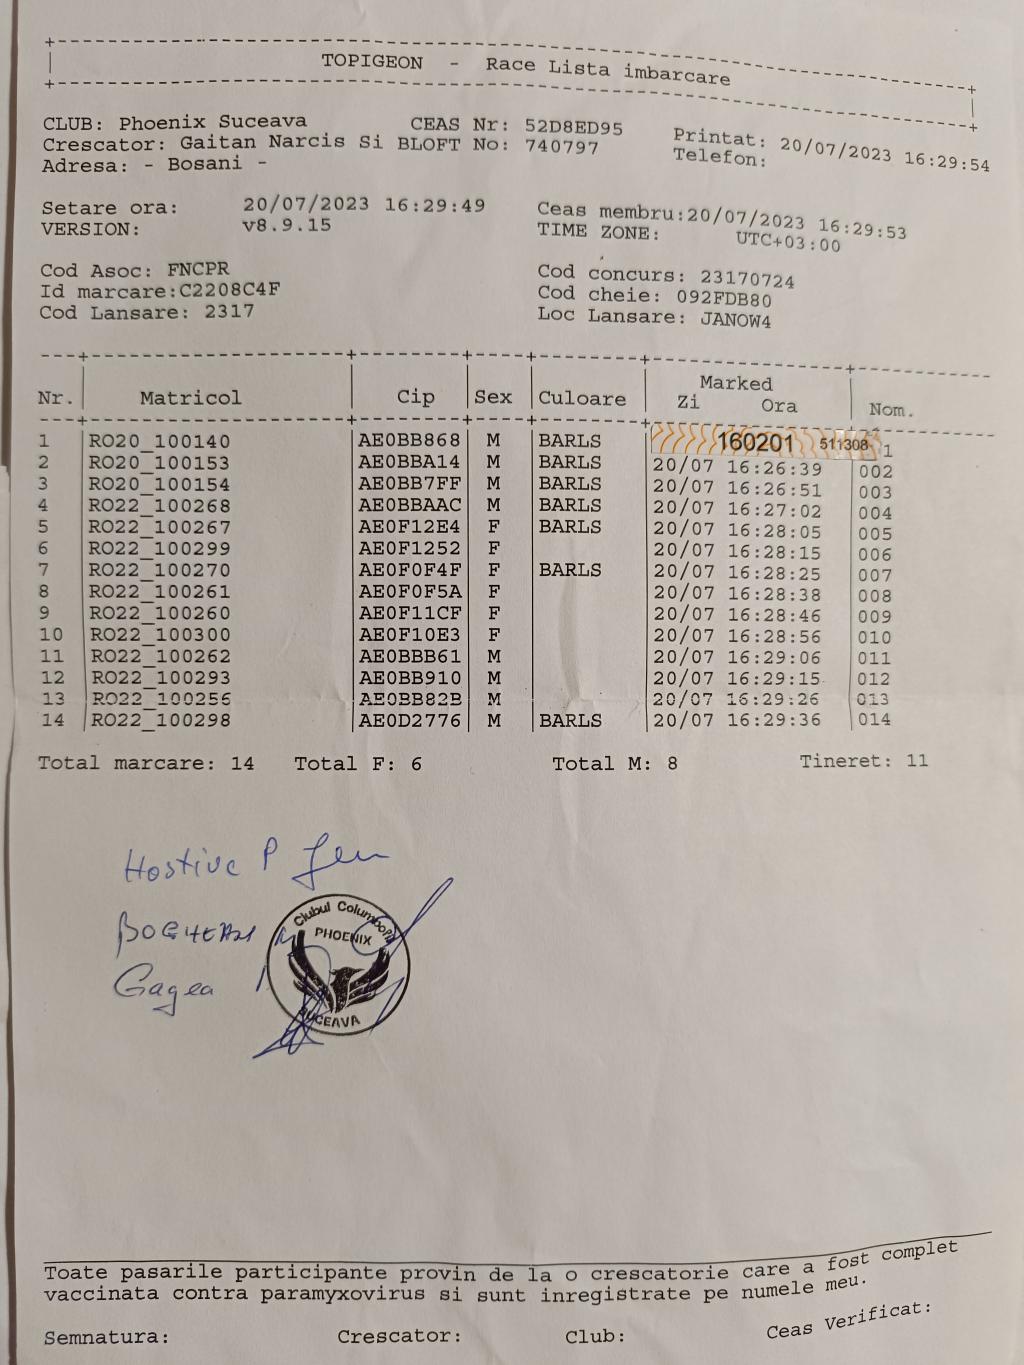 TOPIGEON - Race Lista imbarcare
CLUB: Phoenix Suceava CEAS Nr: 52D8ED95 Printat: 20/07/2023 16:29:54
Crescator: Gaitan Narcis Si BLOFT No: 740797 Telefon:
Adresa: - Bosani -
Setare ora: 20/07/2023 16:29:49 Ceas membru:20/07/2023 16:29:53
VERSION: v8.9.15 TIME ZONE: UTC+03:00
Cod Asoc: FNCPR Cod concurs: 23170724
Id marcare:C2208C4F Cod cheie: 092FDB80
Cod Lansare: 2317 Loc Lansare: JANOW4
Marked
Nr. Matricol Cip Sex Culoare Zi Ora Nom.
1 RO20_100140 AE0BB868 M BARLS 160201 511308 1
2 RO20_100153 AE0BBA14 M BARLS 20/07 16:26:39 002
3 RO20_100154 AE0BB7FF M BARLS 20/07 16:26:51 003
4 RO22_100268 AE0BBAAC M BARLS 20/07 16:27:02 004
5 RO22_100267 AE0F12E4 F BARLS 20/07 16:28:05 005
6 RO22_100299 AE0F1252 F 20/07 16:28:15 006
7 RO22_100270 AE0F0F4F F BARLS 20/07 16:28:25 007
8 RO22_100261 AE0F0F5A F 20/07 16:28:38 008
9 RO22_100260 AE0F11CF F 20/07 16:28:46 009
10 RO22_100300 AE0F10E3 F 20/07 16:28:56 010
11 RO22_100262 AE0BBB61 M 20/07 16:29:06 011
12 RO22_100293 AE0BB910 M 20/07 16:29:15 012
13 RO22_100256 AE0BB82B M 20/07 16:29:26 013
14 RO22_100298 AE0D2776 M BARLS 20/07 16:29:36 014
Total marcare: 14 Total F: 6 Total M: 8 Tineret: 11
Hostiuc P
Clubul Columbofil
PHOENIX
SUCEAVA
Gagea
Toate pasarile participante provin de la o crescatorie care a fost complet
vaccinata contra paramyxovirus si sunt inregistrate pe numele meu.
Semnatura: Crescator: Club: Ceas Verificat: